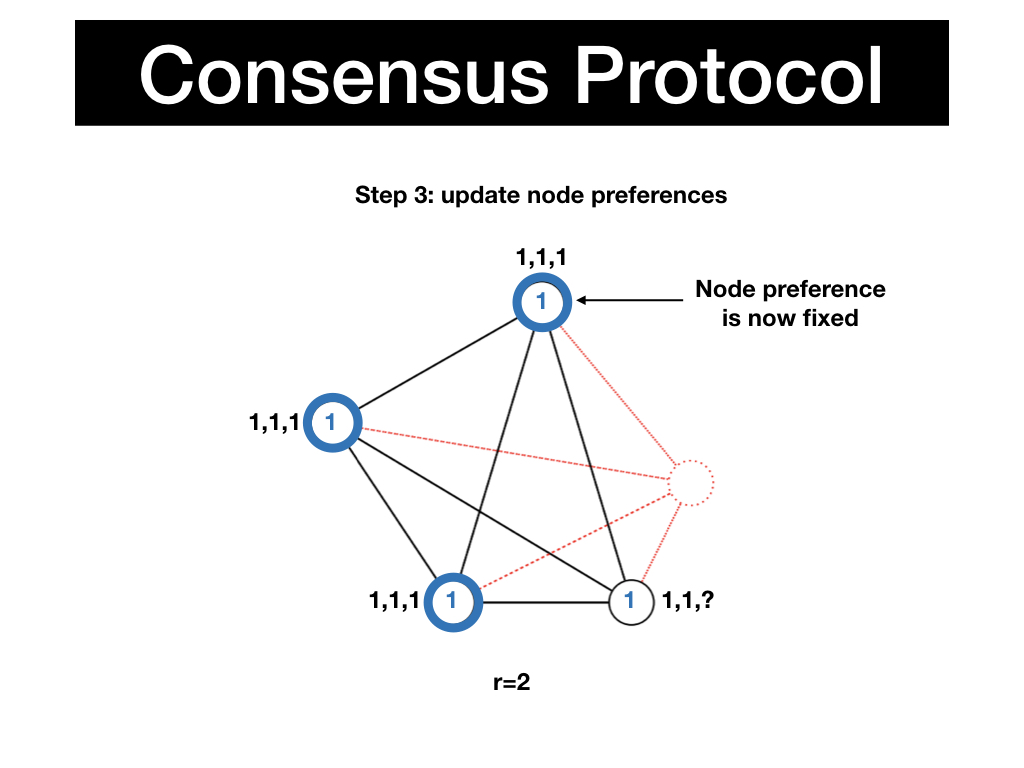 Consensus Protocol
Step 3: update node preferences
1,1,1
1
Node preference
is now fixed
1,1,1
1
1,1,1
1
1
1,1,?
r=2